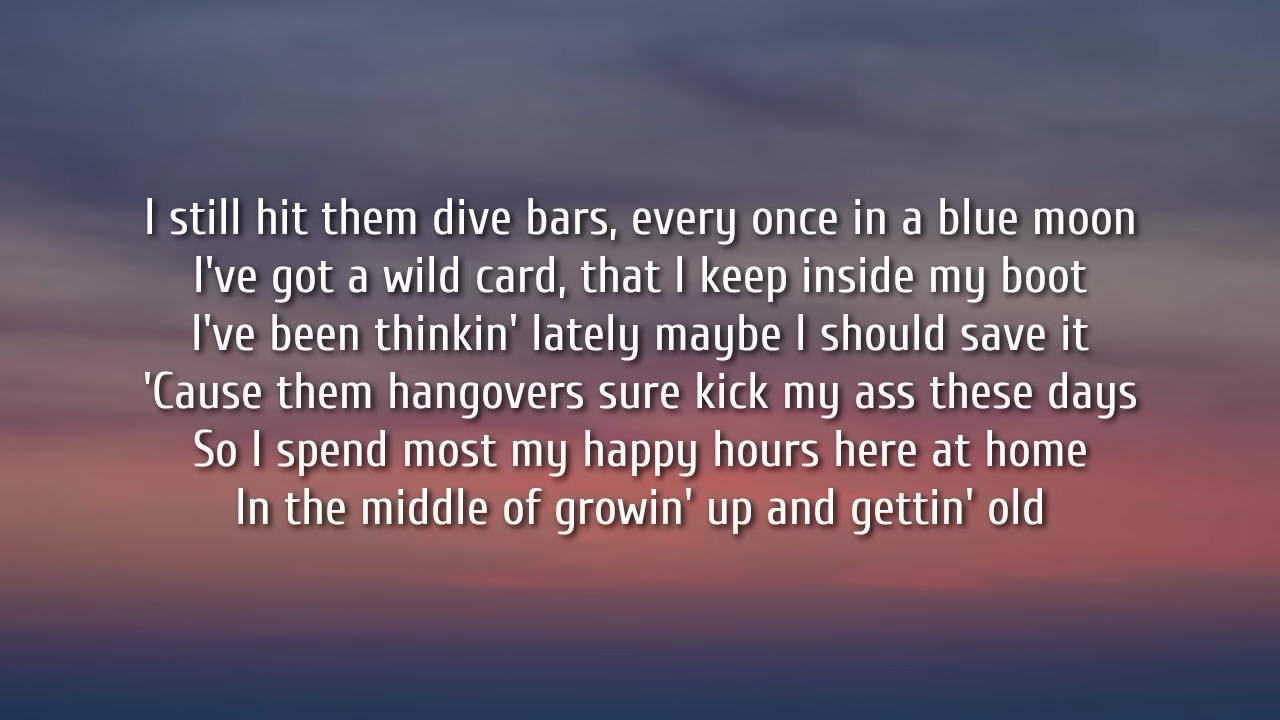 I still hit them dive bars, every once in a blue moon
I've got a wild card, that I keep inside my boot
I've been thinkin' lately maybe I should save it
'Cause them hangovers sure kick my ass these days
So I spend most my happy hours here at home
In the middle of growin' up and gettin' old